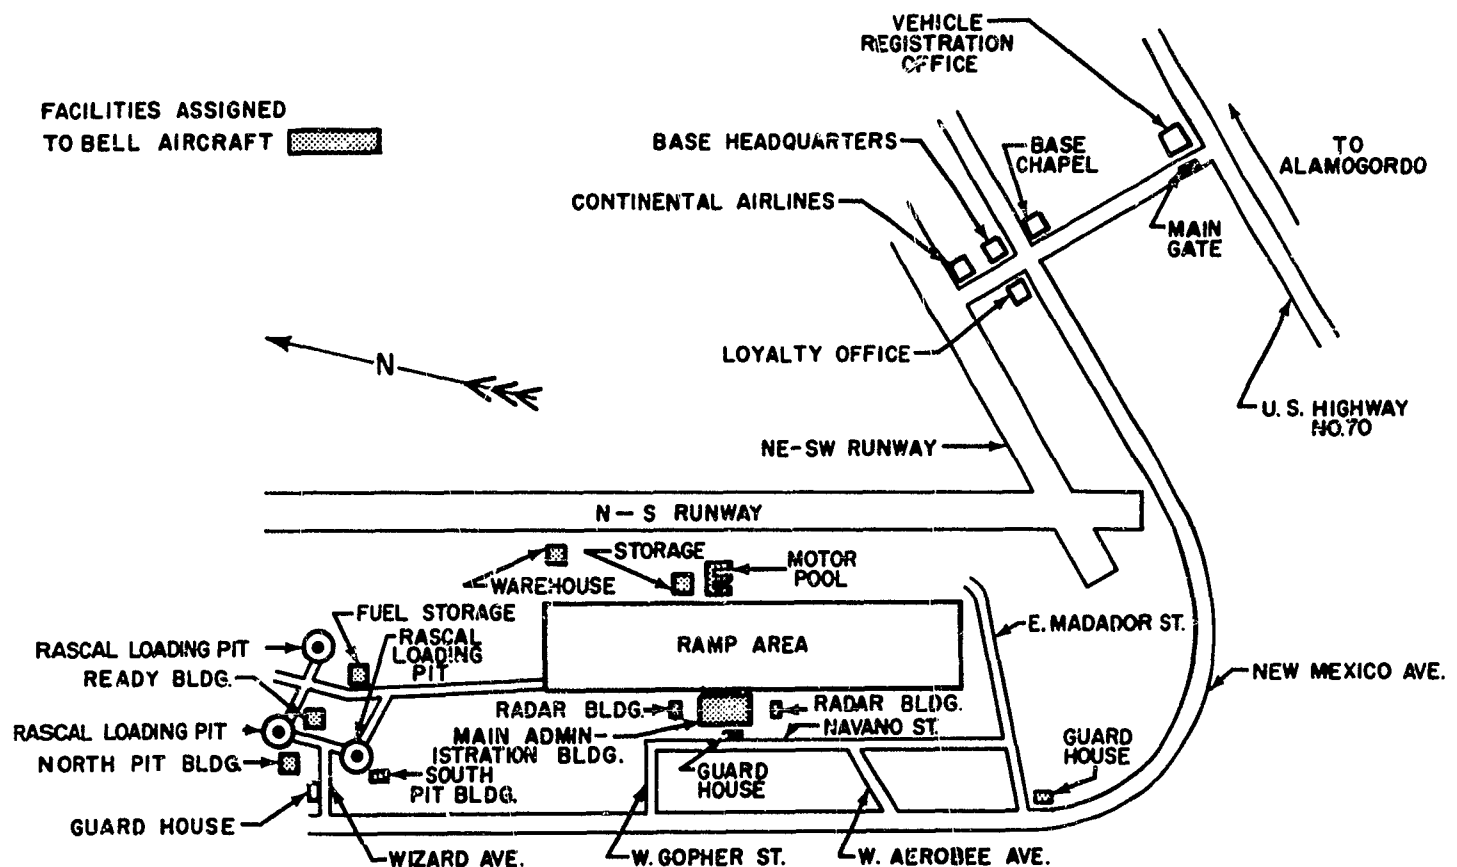 VEHICLE
REGISTRATION
OFFICE
FACILITIES ASSIGNED
TO BELL AIRCRAFT
BASE HEADQUARTERS
BASE
CHAPEL
TO
ALAMOGORDO
CONTINENTAL AIRLINES
MAIN
GATE
LOYALTY OFFICE
N
U.S. HIGHWAY
NO. 70
NE-SW RUNWAY
N-S RUNWAY
STORAGE
MOTOR
POOL
WAREHOUSE
FUEL STORAGE
RASCAL
LOADING
PIT
RAMP AREA
E. MADADOR ST.
RASCAL LOADING PIT
READY BLDG.
NEW MEXICO AVE.
RADAR BLDG.
RADAR BLDG.
NAVANO ST.
RASCAL LOADING PIT
MAIN ADMIN-
ISTRATION BLDG.
GUARD
HOUSE
NORTH PIT BLDG.
SOUTH
PIT BLDG.
GUARD
HOUSE
GUARD HOUSE
WIZARD AVE.
W. GOPHER ST.
W. AEROBEE AVE.